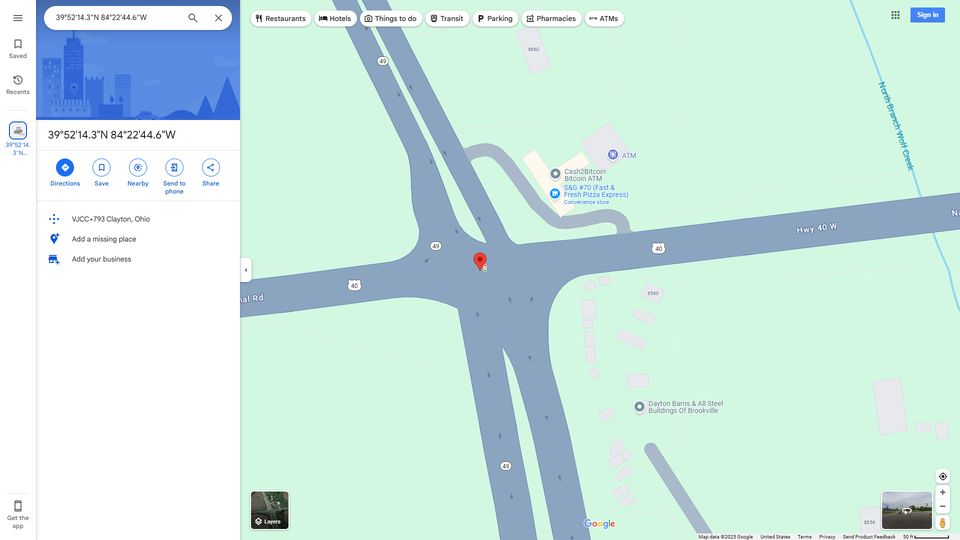 39°52'14.3"N 84°22'44.6"W
Restaurants
Hotels
Things to do
Transit
Parking
Pharmacies
ATMs
Sign in
Saved
Recents
39°52'14.
3"N...
39°52'14.3"N 84°22'44.6"W
Directions
Save
Nearby
Send to
phone
Share
VJCC+793 Clayton, Ohio
Add a missing place
Add your business
Get the
app
49
8660
North Branch Wolf Creek
ATM
Cash2Bitcoin
Bitcoin ATM
S&G #70 (Fast &
Fresh Pizza Express)
Convenience store
49
40
Hwy 40 W
Na
40
nal Rd
6560
Dayton Barns & All Steel
Buildings Of Brookville
49
8656
Layers
Google
Map data ©2025 Google
United States
Terms
Privacy
Send Product Feedback
50 ft